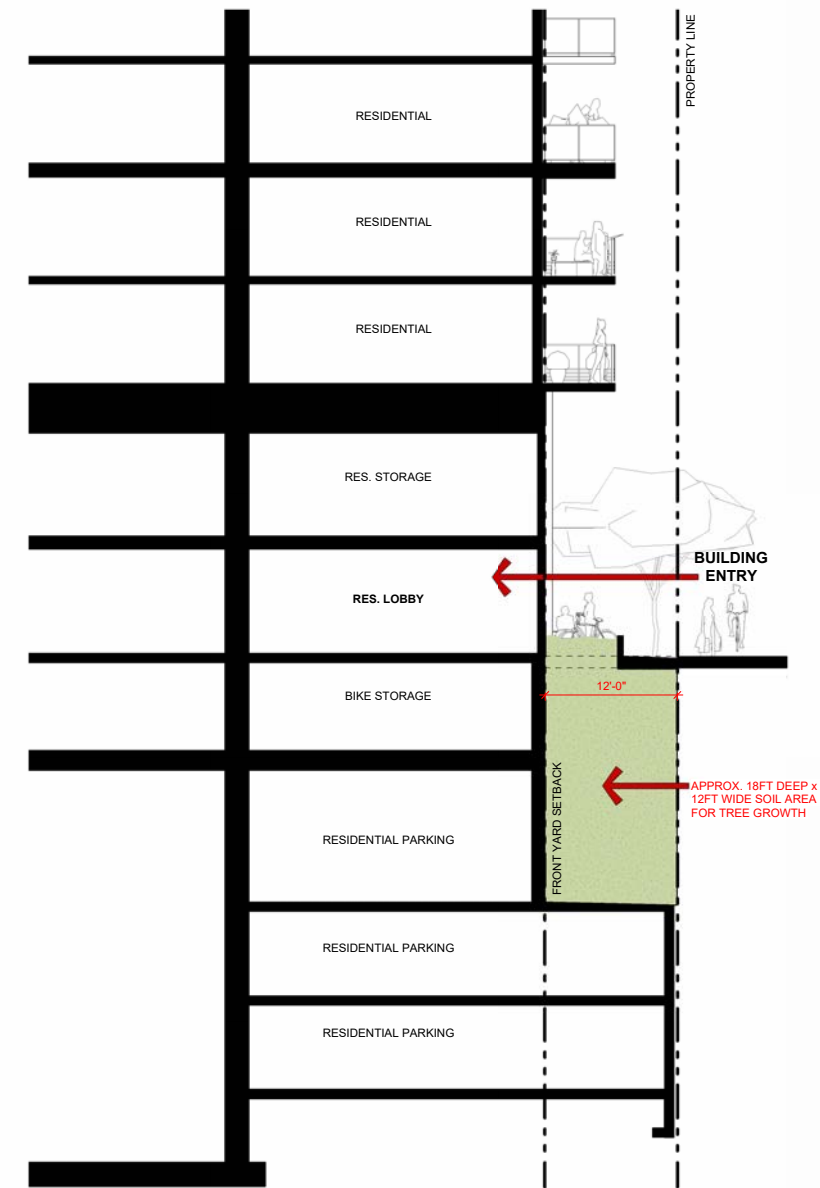 PROPERTY LINE
RESIDENTIAL
RESIDENTIAL
RESIDENTIAL
RES. STORAGE
BUILDING
ENTRY
RES. LOBBY
BIKE STORAGE
12'-0"
FRONT YARD SETBACK
APPROX. 18FT DEEP x
12FT WIDE SOIL AREA
FOR TREE GROWTH
RESIDENTIAL PARKING
RESIDENTIAL PARKING
RESIDENTIAL PARKING